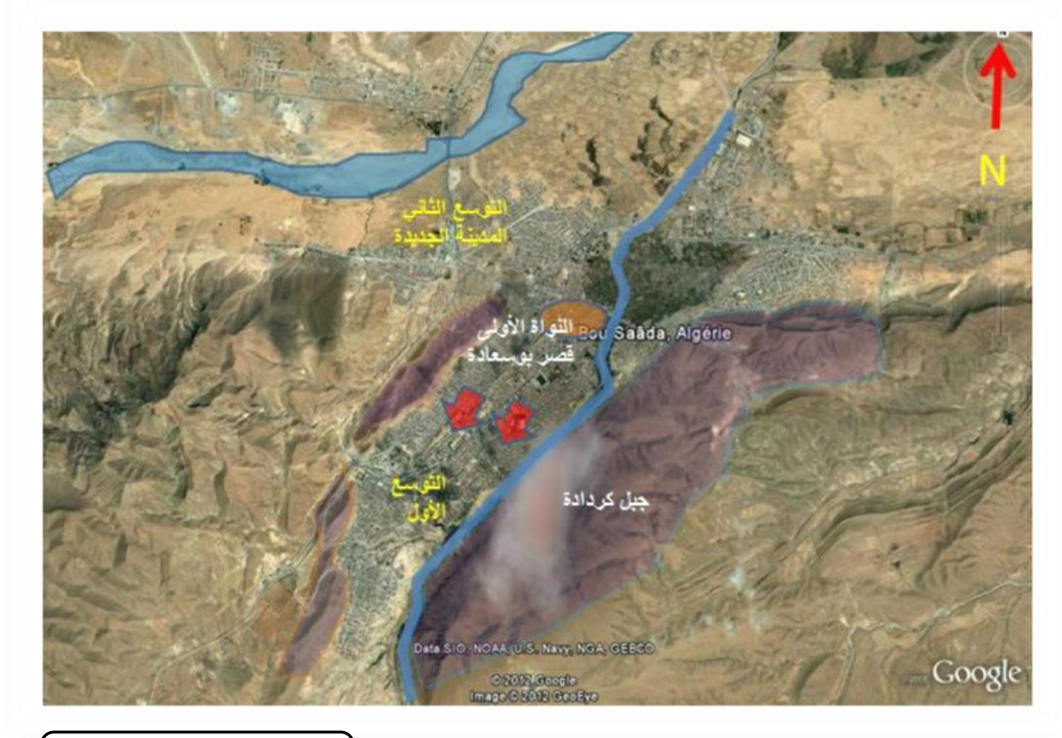 N
التوسع الثاني
المدينة الجديدة
النواة الأولى
قصر بوسعادة
Bou Saâda, Algérie
التوسع
الأول
جبل كردادة
Data SIO, NOAA, U.S. Navy, NGA, GEBCO
© 2012 Google
Image © 2012 GeoEye
Google